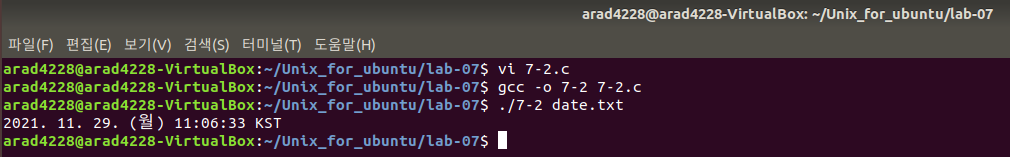 arad4228@arad4228-VirtualBox: ~/Unix_for_ubuntu/lab-07
파일(F) 편집(E) 보기(V) 검색(S) 터미널(T) 도움말(H)
arad4228@arad4228-VirtualBox:~/Unix_for_ubuntu/lab-07$ vi 7-2.c
arad4228@arad4228-VirtualBox:~/Unix_for_ubuntu/lab-07$ gcc -o 7-2 7-2.c
arad4228@arad4228-VirtualBox:~/Unix_for_ubuntu/lab-07$ ./7-2 date.txt
2021. 11. 29. (월) 11:06:33 KST
arad4228@arad4228-VirtualBox:~/Unix_for_ubuntu/lab-07$